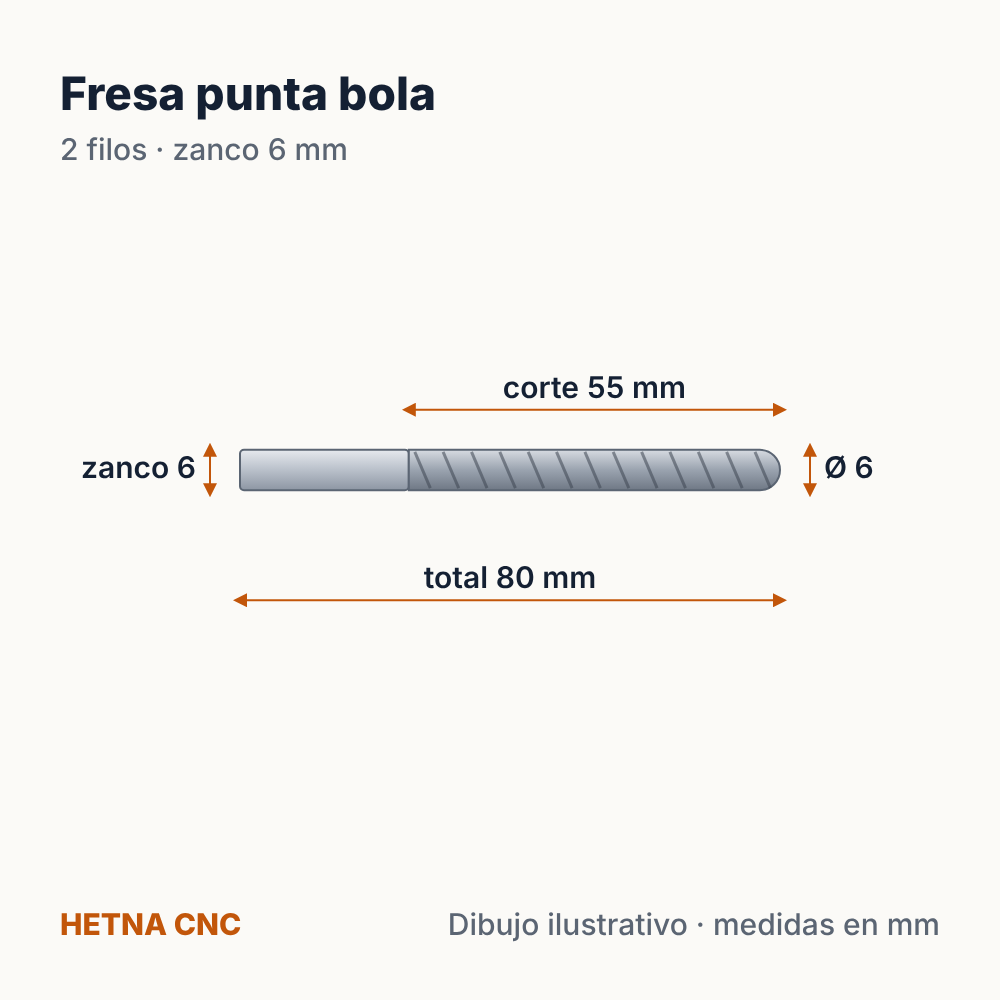 Fresa punta bola
2 filos · zanco 6 mm
corte 55 mm
zanco 6
Ø 6
total 80 mm
HETNA CNC
Dibujo ilustrativo · medidas en mm